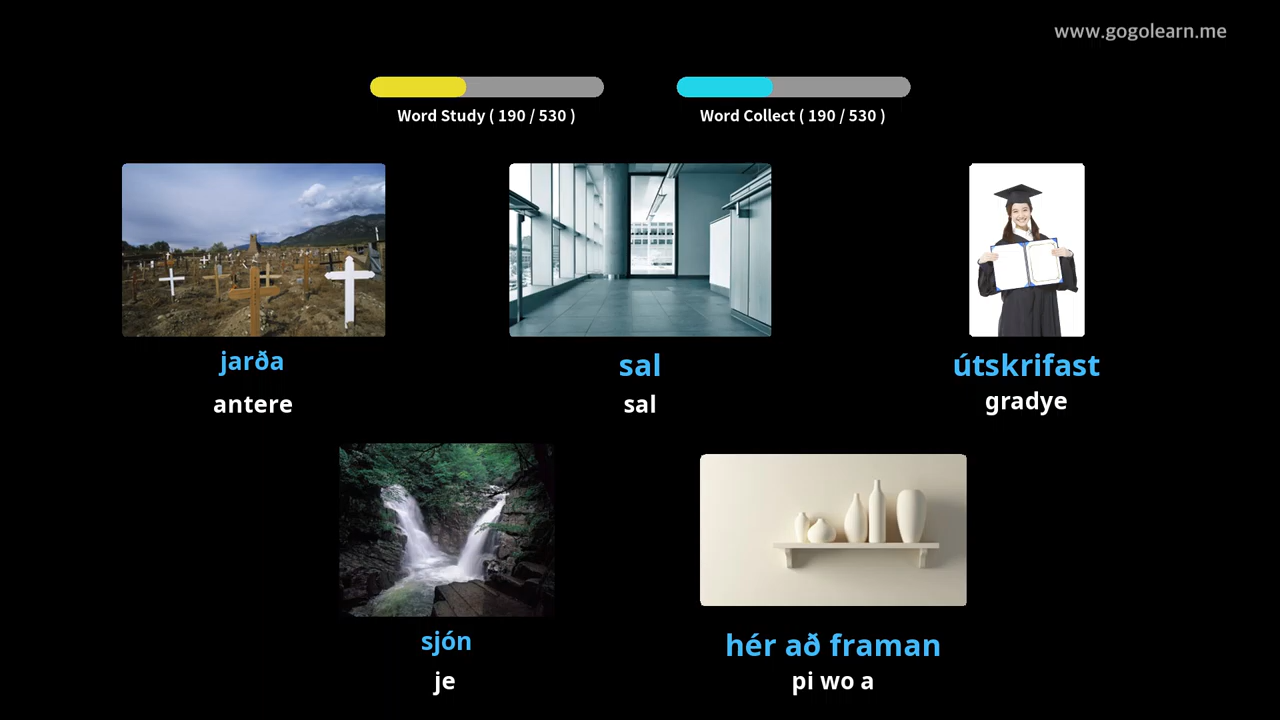 www.gogolearn.me
Word Study ( 190 / 530 )
Word Collect ( 190 / 530 )
jarða
antere
sal
sal
útskrifast
gradye
sjón
je
hér að framan
pi wo a